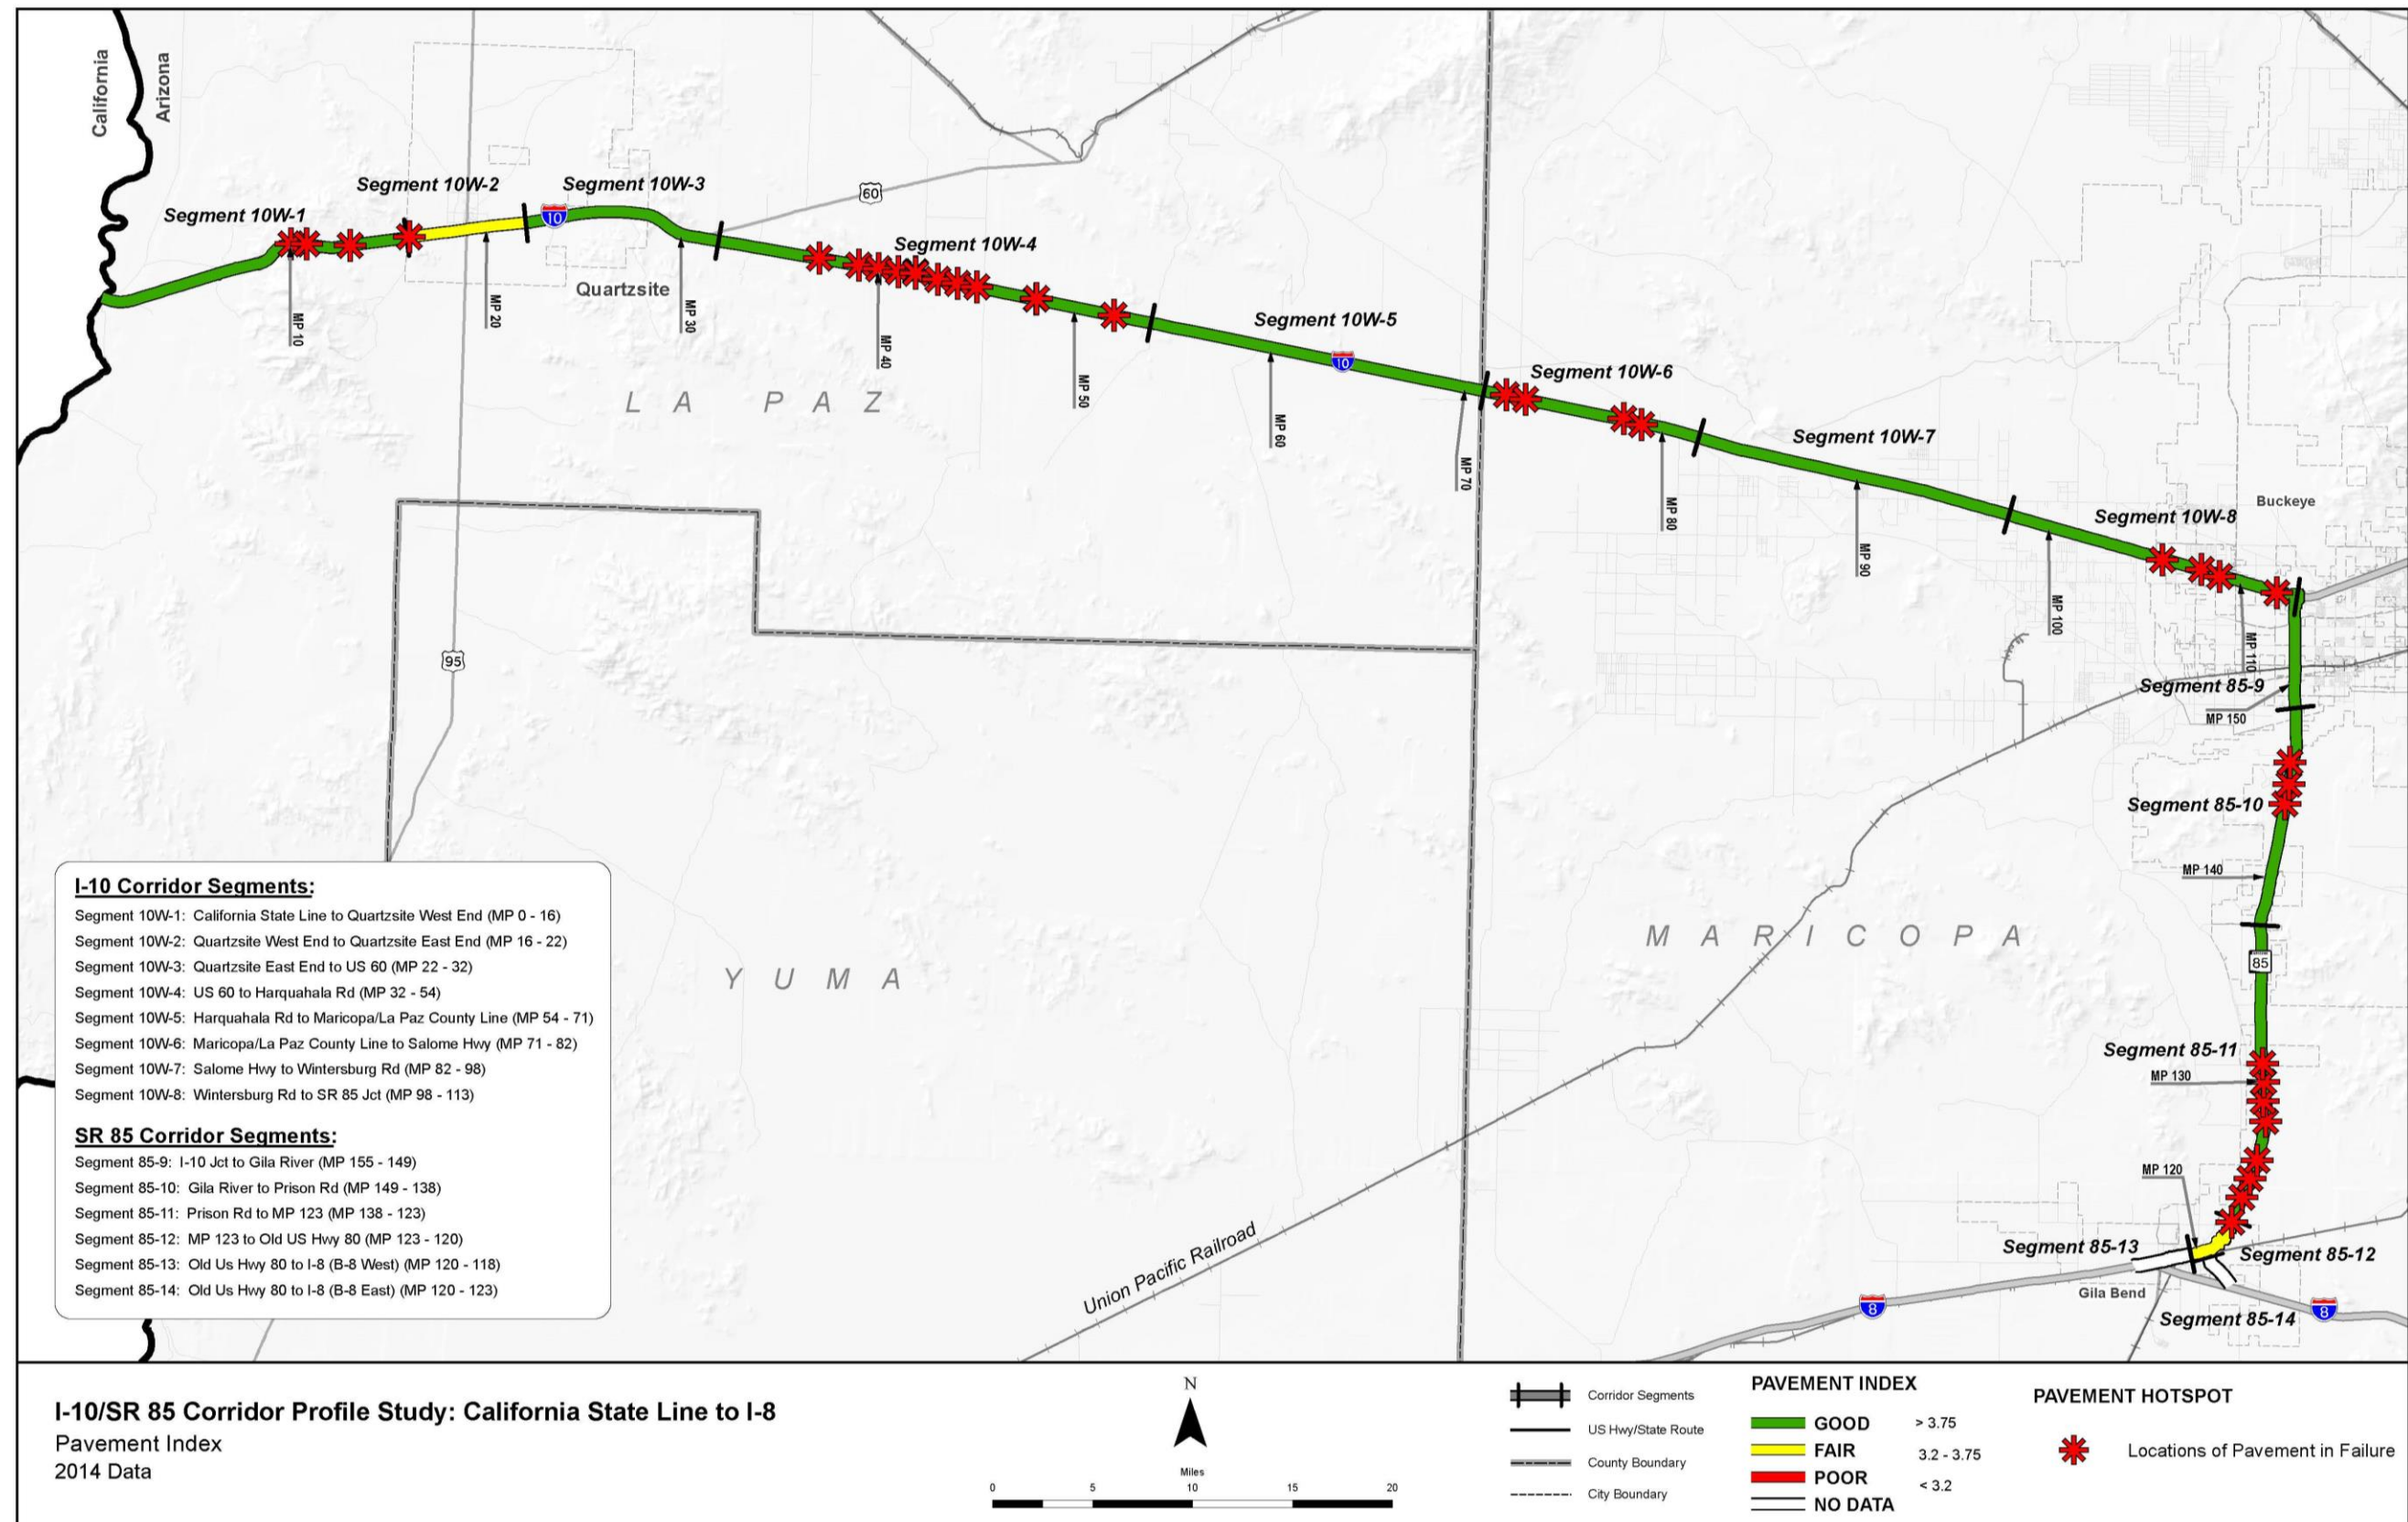 California
Arizona
Segment 10W-1
Segment 10W-2
Segment 10W-3
10
60
Segment 10W-4
Quartzsite
MP 10
MP 20
MP 30
MP 40
MP 50
MP 60
MP 70
MP 80
MP 90
MP 100
MP 110
LA PAZ
Segment 10W-5
10
Segment 10W-6
Segment 10W-7
Segment 10W-8
Buckeye
95
Segment 85-9
MP 150
Segment 85-10
MP 140
85
MARICOPA
YUMA
Segment 85-11
MP 130
MP 120
Segment 85-13
Segment 85-12
Gila Bend
Segment 85-14
8
8
Union Pacific Railroad
I-10 Corridor Segments:
Segment 10W-1: California State Line to Quartzsite West End (MP 0 - 16)
Segment 10W-2: Quartzsite West End to Quartzsite East End (MP 16 - 22)
Segment 10W-3: Quartzsite East End to US 60 (MP 22 - 32)
Segment 10W-4: US 60 to Harquahala Rd (MP 32 - 54)
Segment 10W-5: Harquahala Rd to Maricopa/La Paz County Line (MP 54 - 71)
Segment 10W-6: Maricopa/La Paz County Line to Salome Hwy (MP 71 - 82)
Segment 10W-7: Salome Hwy to Wintersburg Rd (MP 82 - 98)
Segment 10W-8: Wintersburg Rd to SR 85 Jct (MP 98 - 113)
SR 85 Corridor Segments:
Segment 85-9: I-10 Jct to Gila River (MP 155 - 149)
Segment 85-10: Gila River to Prison Rd (MP 149 - 138)
Segment 85-11: Prison Rd to MP 123 (MP 138 - 123)
Segment 85-12: MP 123 to Old US Hwy 80 (MP 123 - 120)
Segment 85-13: Old Us Hwy 80 to I-8 (B-8 West) (MP 120 - 118)
Segment 85-14: Old Us Hwy 80 to I-8 (B-8 East) (MP 120 - 123)
I-10/SR 85 Corridor Profile Study: California State Line to I-8
Pavement Index
2014 Data
N
Miles
0 5 10 15 20
Corridor Segments
US Hwy/State Route
County Boundary
City Boundary
PAVEMENT INDEX
GOOD > 3.75
FAIR 3.2 - 3.75
POOR < 3.2
NO DATA
PAVEMENT HOTSPOT
Locations of Pavement in Failure